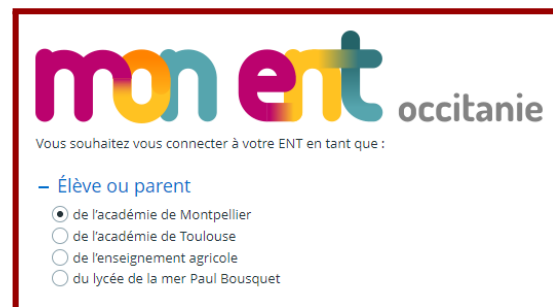 mon ent occitanie
Vous souhaitez vous connecter à votre ENT en tant que :
– Élève ou parent
de l'académie de Montpellier
de l'académie de Toulouse
de l'enseignement agricole
du lycée de la mer Paul Bousquet